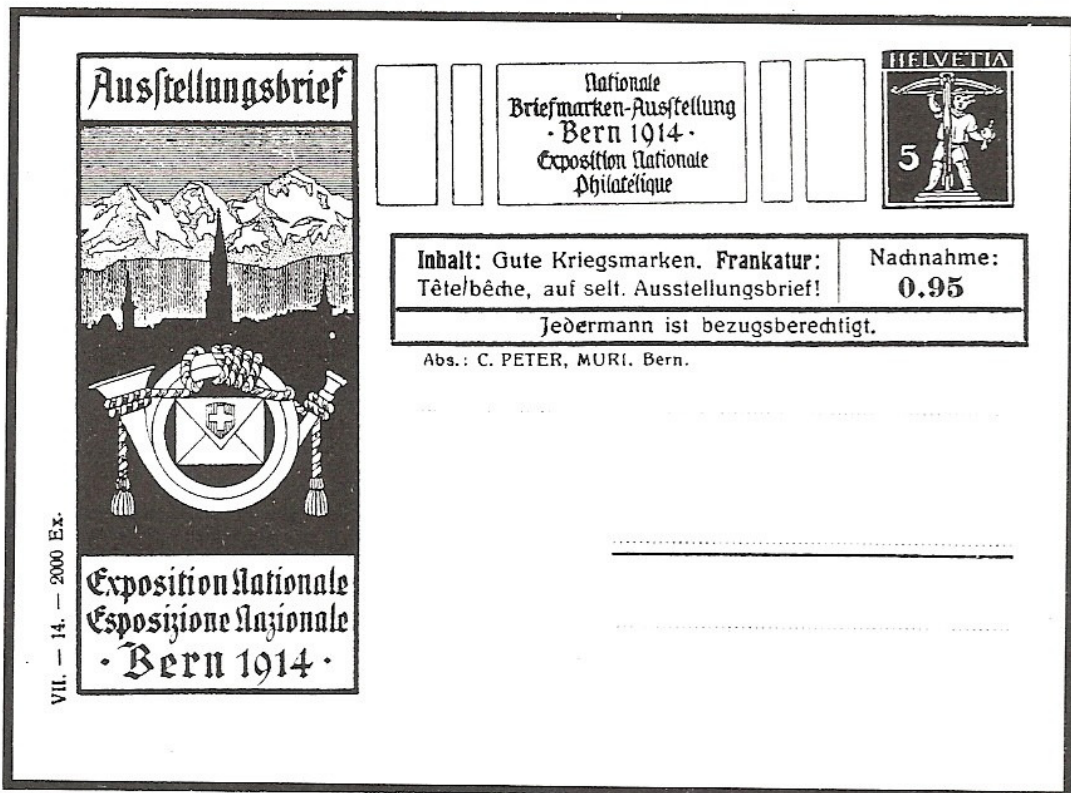 Ausstellungsbrief
Exposition Nationale
Esposizione Nazionale
· Bern 1914 ·
VII. — 14. — 2000 Ex.
Nationale
Briefmarken-Ausstellung
· Bern 1914 ·
Exposition Nationale
Philatélique
HELVETIA
5
Inhalt: Gute Kriegsmarken. Frankatur:
Tête/bêche, auf selt. Ausstellungsbrief!
Nachnahme:
0.95
Jedermann ist bezugsberechtigt.
Abs.: C. PETER, MURI. Bern.